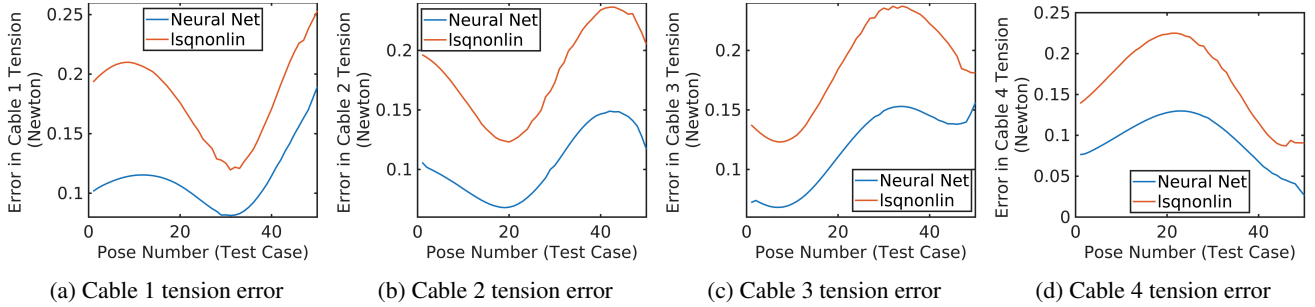 Error in Cable 1 Tension
(Newton)
0.25
0.2
0.15
0.1
Neural Net
lsqnonlin
0 20 40
Pose Number (Test Case)
(a) Cable 1 tension error
Error in Cable 2 Tension
(Newton)
0.2
0.15
0.1
Neural Net
lsqnonlin
0 20 40
Pose Number (Test Case)
(b) Cable 2 tension error
Error in Cable 3 Tension
(Newton)
0.2
0.15
0.1
Neural Net
lsqnonlin
0 20 40
Pose Number (Test Case)
(c) Cable 3 tension error
Error in Cable 4 Tension
(Newton)
0.25
0.2
0.15
0.1
0.05
0
Neural Net
lsqnonlin
0 20 40
Pose Number (Test Case)
(d) Cable 4 tension error